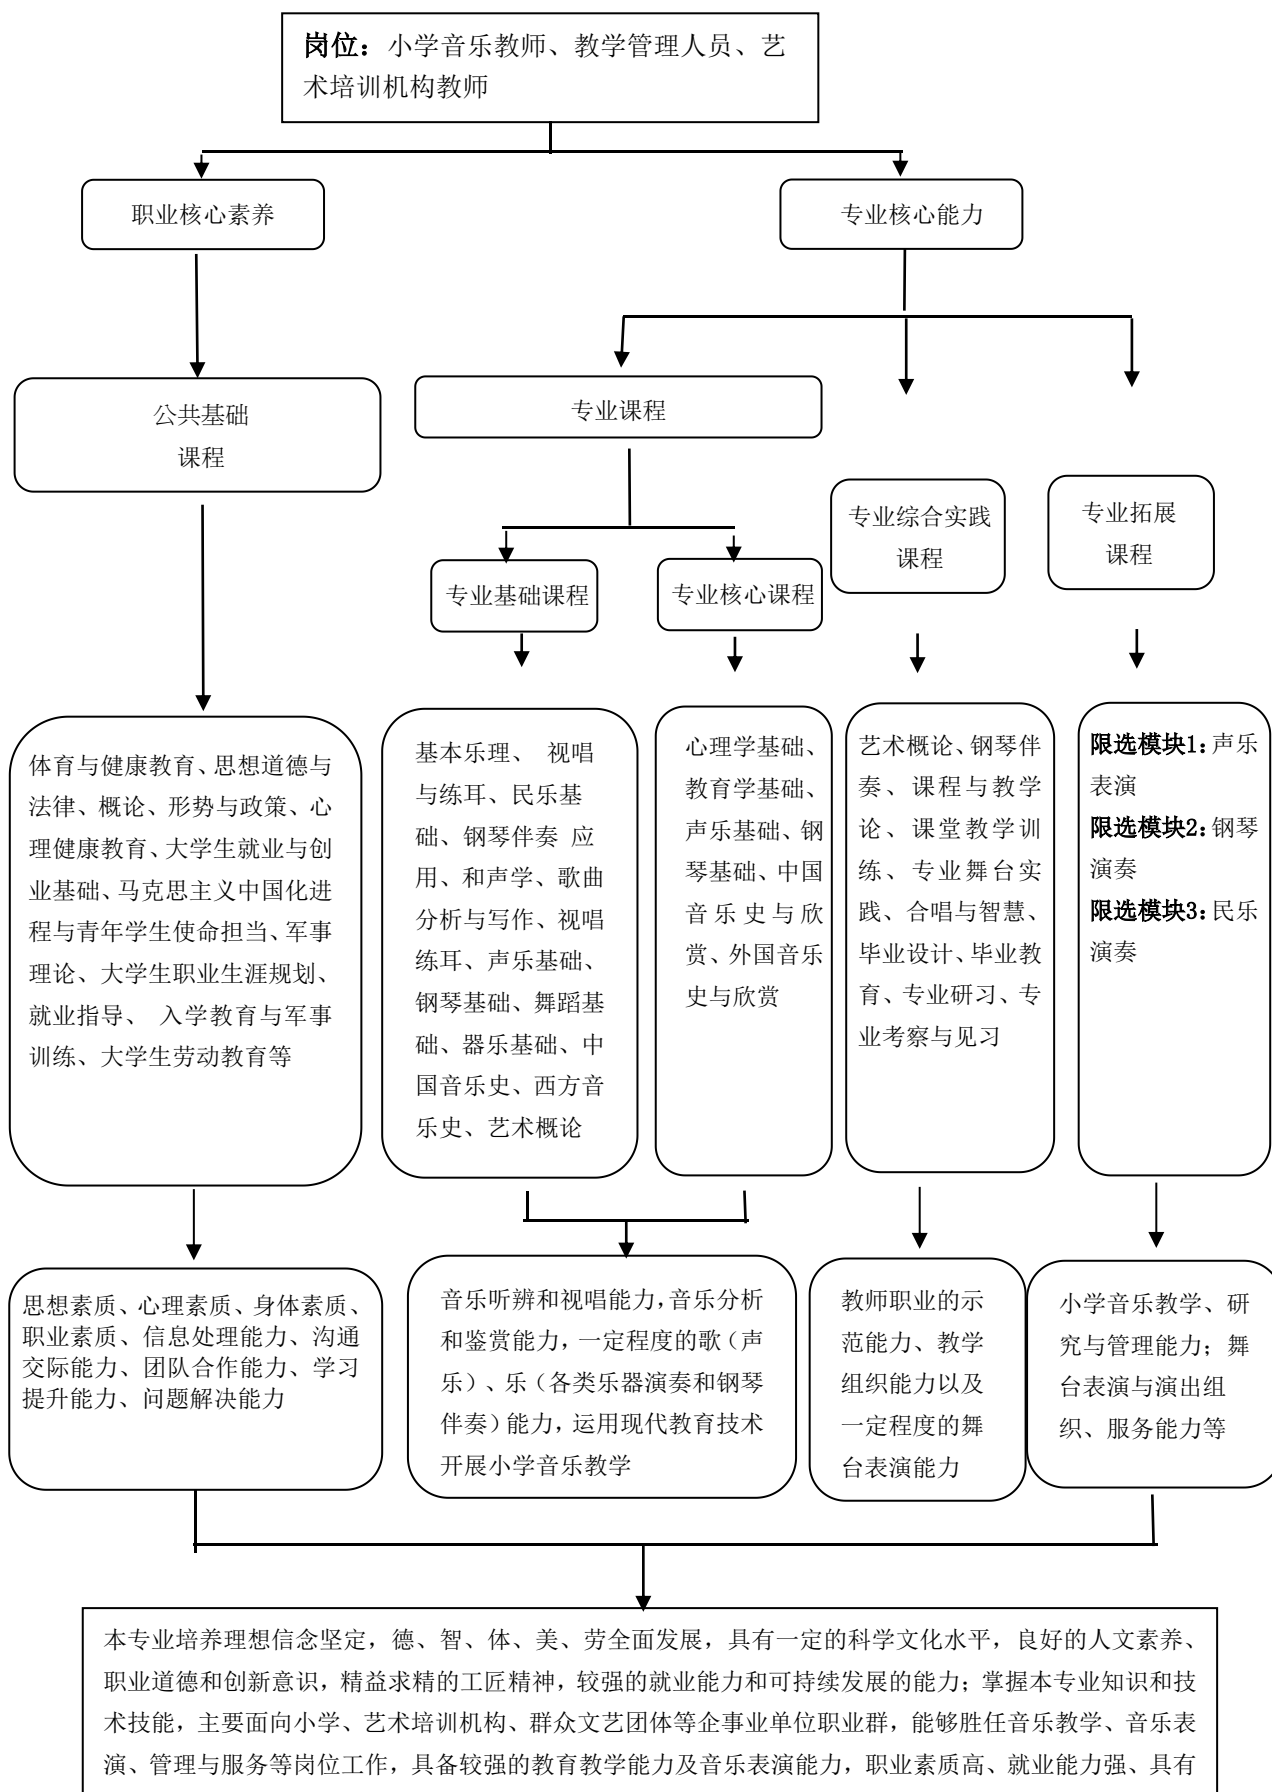 岗位：小学音乐教师、教学管理人员、艺
术培训机构教师
职业核心素养
专业核心能力
公共基础
课程
专业课程
专业综合实践
课程
专业拓展
课程
专业基础课程
专业核心课程
体育与健康教育、思想道德与
法律、概论、形势与政策、心
理健康教育、大学生就业与创
业基础、马克思主义中国化进
程与青年学生使命担当、军事
理论、大学生职业生涯规划、
就业指导、 入学教育与军事
训练、大学生劳动教育等
基本乐理、 视唱
与练耳、民乐基
础、钢琴伴奏 应
用、和声学、歌曲
分析与写作、视唱
练耳、声乐基础、
钢琴基础、舞蹈基
础、器乐基础、中
国音乐史、西方音
乐史、艺术概论
心理学基础、
教育学基础、
声乐基础、钢
琴基础、中国
音乐史与欣
赏、外国音乐
史与欣赏
艺术概论、钢琴伴
奏、课程与教学
论、课堂教学训
练、专业舞台实
践、合唱与智慧、
毕业设计、毕业教
育、专业研习、专
业考察与见习
限选模块1：声乐
表演
限选模块2：钢琴
演奏
限选模块3：民乐
演奏
思想素质、心理素质、身体素质、
职业素质、信息处理能力、沟通
交际能力、团队合作能力、学习
提升能力、问题解决能力
音乐听辨和视唱能力，音乐分析
和鉴赏能力，一定程度的歌（声
乐）、乐（各类乐器演奏和钢琴
伴奏）能力，运用现代教育技术
开展小学音乐教学
教师职业的示
范能力、教学
组织能力以及
一定程度的舞
台表演能力
小学音乐教学、研
究与管理能力；舞
台表演与演出组
织、服务能力等
本专业培养理想信念坚定，德、智、体、美、劳全面发展，具有一定的科学文化水平，良好的人文素养、
职业道德和创新意识，精益求精的工匠精神，较强的就业能力和可持续发展的能力；掌握本专业知识和技
术技能，主要面向小学、艺术培训机构、群众文艺团体等企事业单位职业群，能够胜任音乐教学、音乐表
演、管理与服务等岗位工作，具备较强的教育教学能力及音乐表演能力，职业素质高、就业能力强、具有